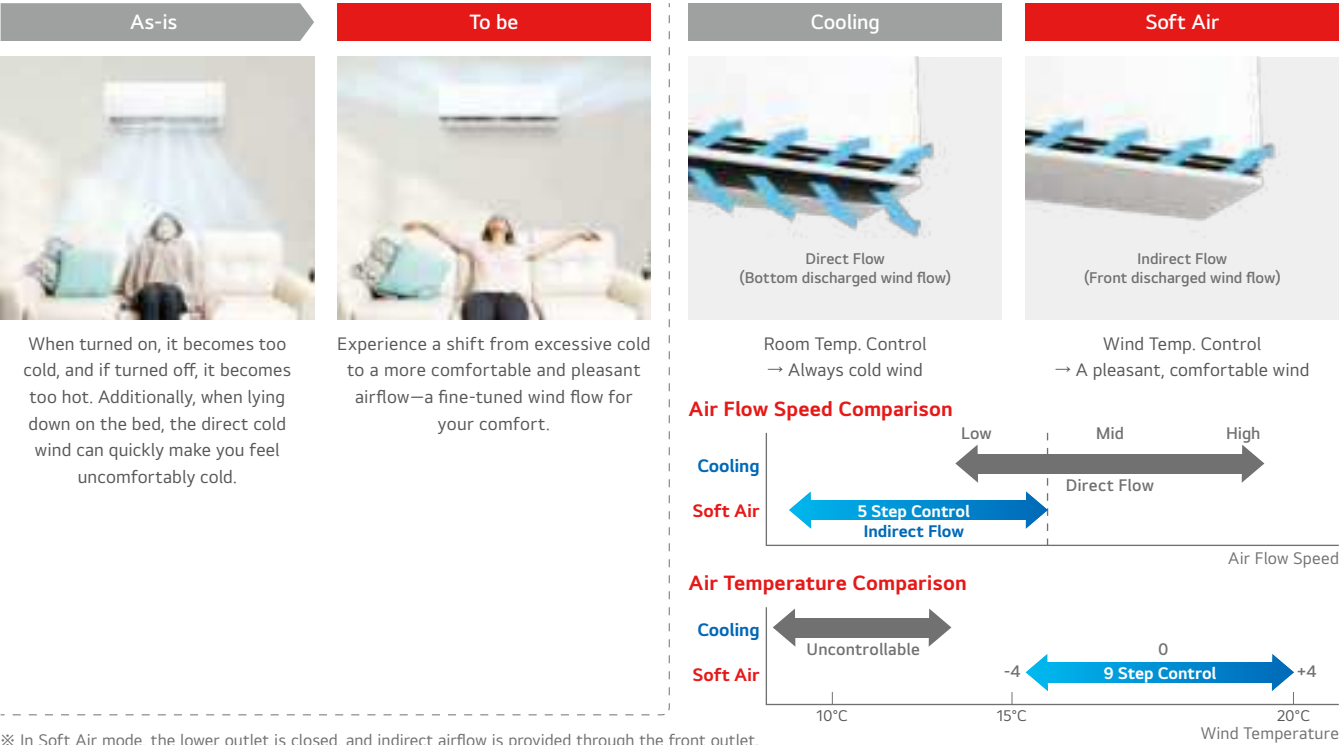 As-is
To be
When turned on, it becomes too
cold, and if turned off, it becomes
too hot. Additionally, when lying
down on the bed, the direct cold
wind can quickly make you feel
uncomfortably cold.
Experience a shift from excessive cold
to a more comfortable and pleasant
airflow—a fine-tuned wind flow for
your comfort.
Cooling
Soft Air
Direct Flow
(Bottom discharged wind flow)
Indirect Flow
(Front discharged wind flow)
Room Temp. Control
→ Always cold wind
Wind Temp. Control
→ A pleasant, comfortable wind
Air Flow Speed Comparison
Low Mid High
Cooling
Direct Flow
Soft Air 5 Step Control
Indirect Flow
Air Flow Speed
Air Temperature Comparison
Cooling
Uncontrollable
0
Soft Air -4 9 Step Control +4
10°C 15°C 20°C
Wind Temperature
※ In Soft Air mode, the lower outlet is closed, and indirect airflow is provided through the front outlet.